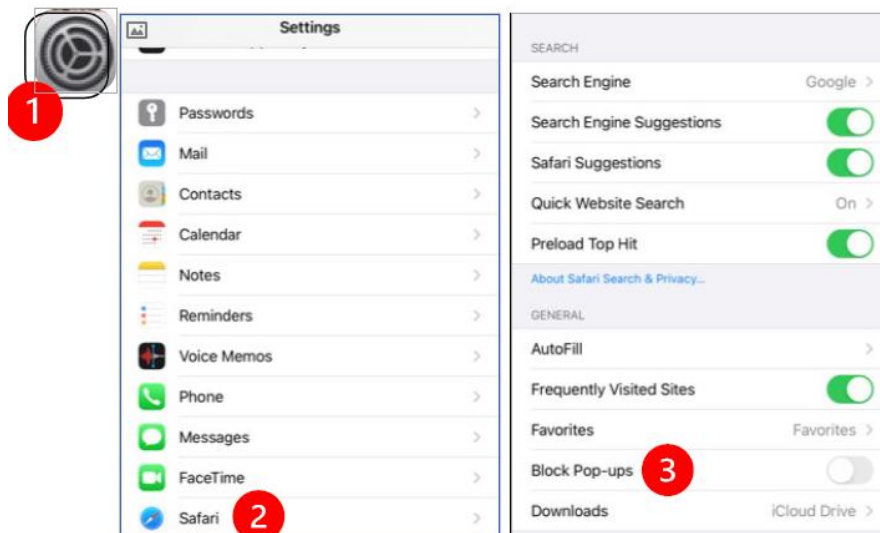 1
Settings
Passwords
Mail
Contacts
Calendar
Notes
Reminders
Voice Memos
Phone
Messages
FaceTime
Safari 2
SEARCH
Search Engine Google >
Search Engine Suggestions
Safari Suggestions
Quick Website Search On >
Preload Top Hit
About Safari Search & Privacy...
GENERAL
AutoFill >
Frequently Visited Sites
Favorites Favorites >
Block Pop-ups 3
Downloads iCloud Drive >